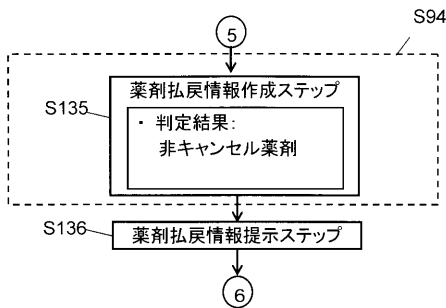 5
S94
薬剤払戻情報作成ステップ
S135
・ 判定結果:
非キャンセル薬剤
S136
薬剤払戻情報提示ステップ
6